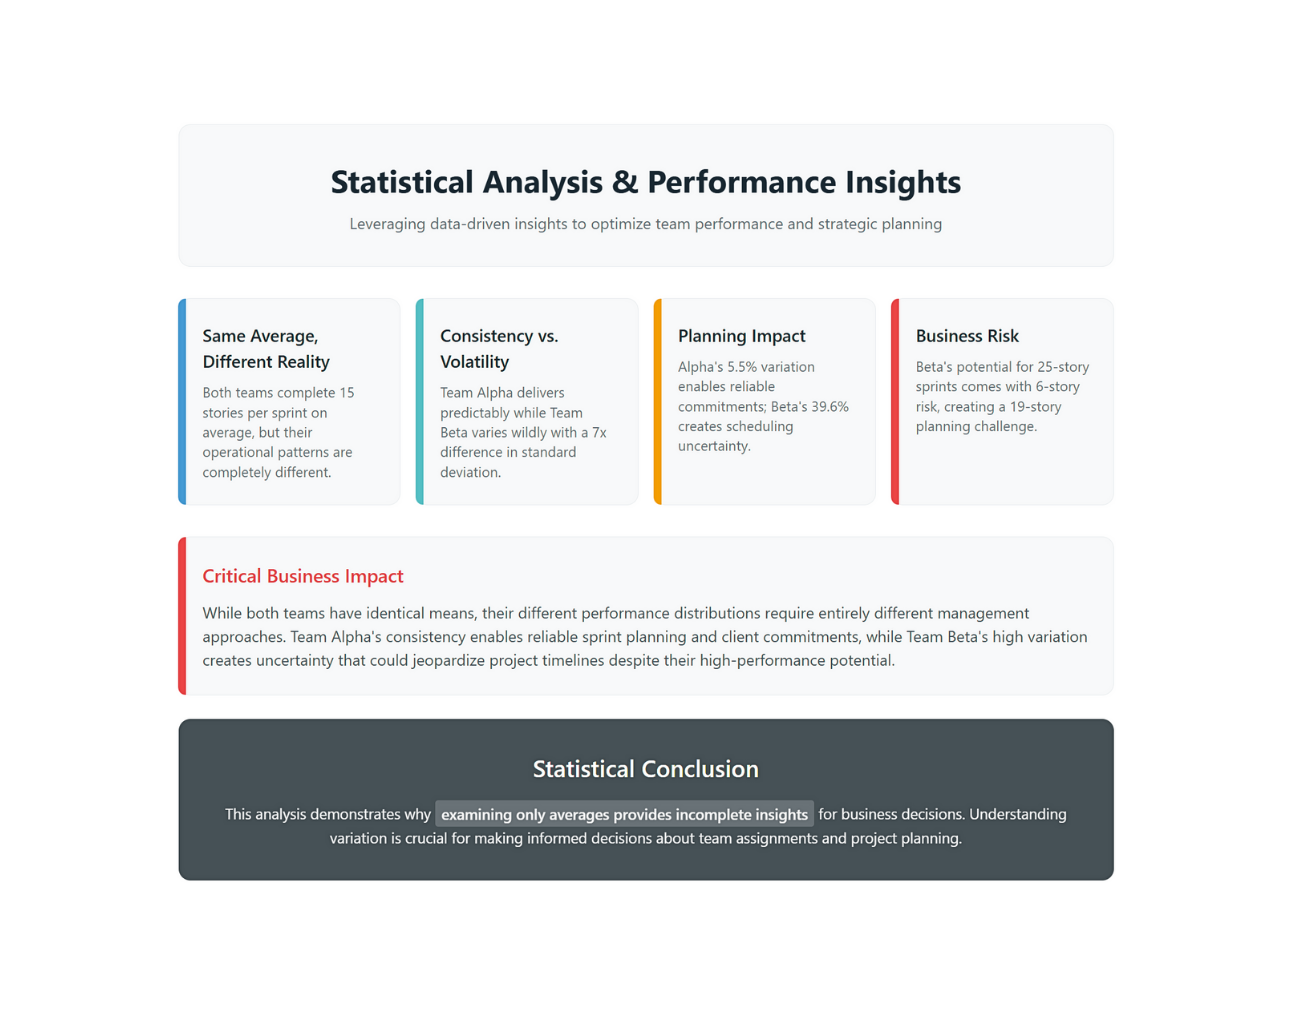 Statistical Analysis & Performance Insights
Leveraging data-driven insights to optimize team performance and strategic planning
Same Average,
Different Reality
Both teams complete 15
stories per sprint on
average, but their
operational patterns are
completely different.
Consistency vs.
Volatility
Team Alpha delivers
predictably while Team
Beta varies wildly with a 7x
difference in standard
deviation.
Planning Impact
Alpha's 5.5% variation
enables reliable
commitments; Beta's 39.6%
creates scheduling
uncertainty.
Business Risk
Beta's potential for 25-story
sprints comes with 6-story
risk, creating a 19-story
planning challenge.
Critical Business Impact
While both teams have identical means, their different performance distributions require entirely different management
approaches. Team Alpha's consistency enables reliable sprint planning and client commitments, while Team Beta's high variation
creates uncertainty that could jeopardize project timelines despite their high-performance potential.
Statistical Conclusion
This analysis demonstrates why examining only averages provides incomplete insights for business decisions. Understanding
variation is crucial for making informed decisions about team assignments and project planning.